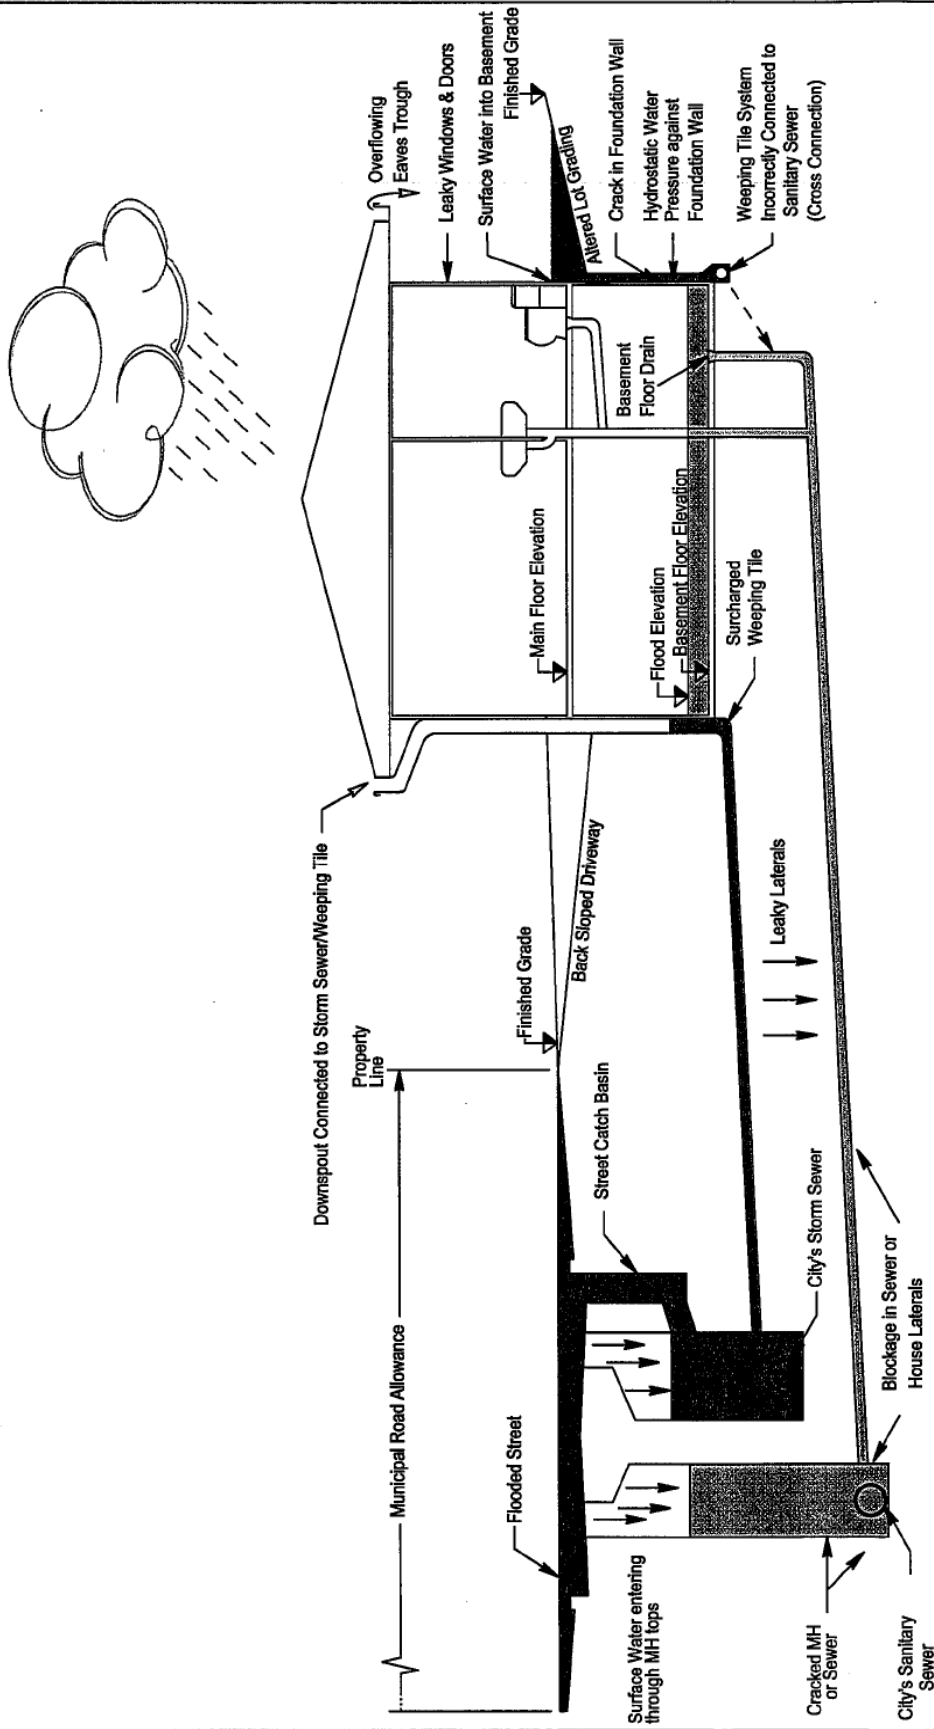 Overflowing
Eaves Trough
Leaky Windows & Doors
Surface Water into Basement
Finished Grade
Altered Lot Grading
Crack in Foundation Wall
Hydrostatic Water
Pressure against
Foundation Wall
Weeping Tile System
Incorrectly Connected to
Sanitary Sewer
(Cross Connection)
Basement
Floor Drain
Main Floor Elevation
Flood Elevation
Basement Floor Elevation
Surcharged
Weeping Tile
Downspout Connected to Storm Sewer/Weeping Tile
Property
Line
Finished Grade
Back Sloped Driveway
Leaky Laterals
Municipal Road Allowance
Street Catch Basin
City's Storm Sewer
Flooded Street
Blockage in Sewer or
House Laterals
Surface Water entering
through MH tops
Cracked MH
or Sewer
City's Sanitary
Sewer